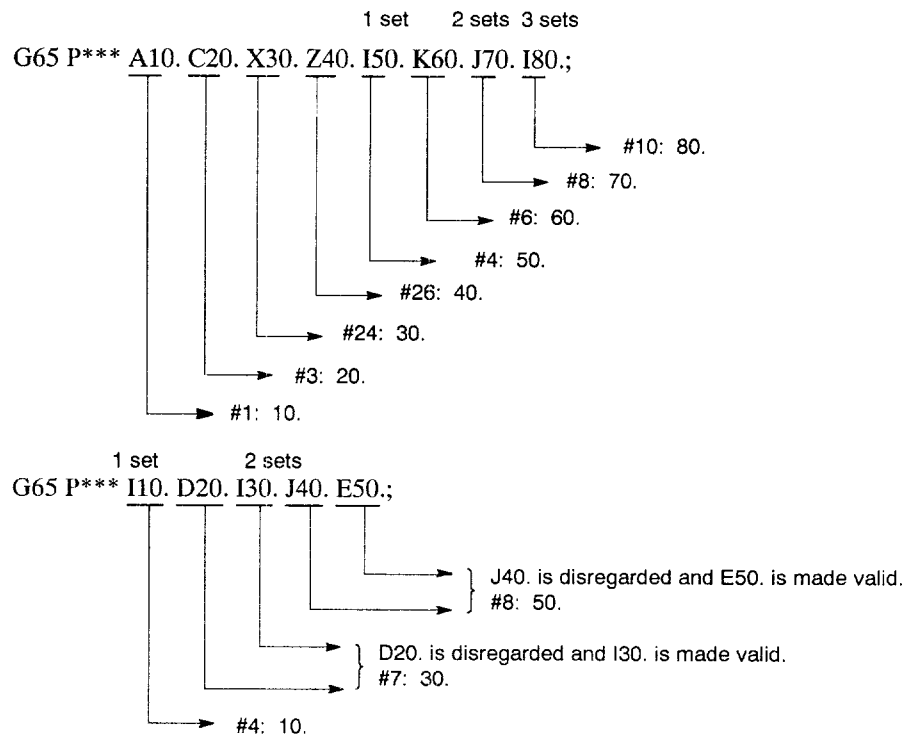 1 set 2 sets 3 sets
G65 P*** A10. C20. X30. Z40. I50. K60. J70. I80.;
#10: 80.
#8: 70.
#6: 60.
#4: 50.
#26: 40.
#24: 30.
#3: 20.
#1: 10.
1 set 2 sets
G65 P*** I10. D20. I30. J40. E50.;
J40. is disregarded and E50. is made valid.
#8: 50.
D20. is disregarded and I30. is made valid.
#7: 30.
#4: 10.